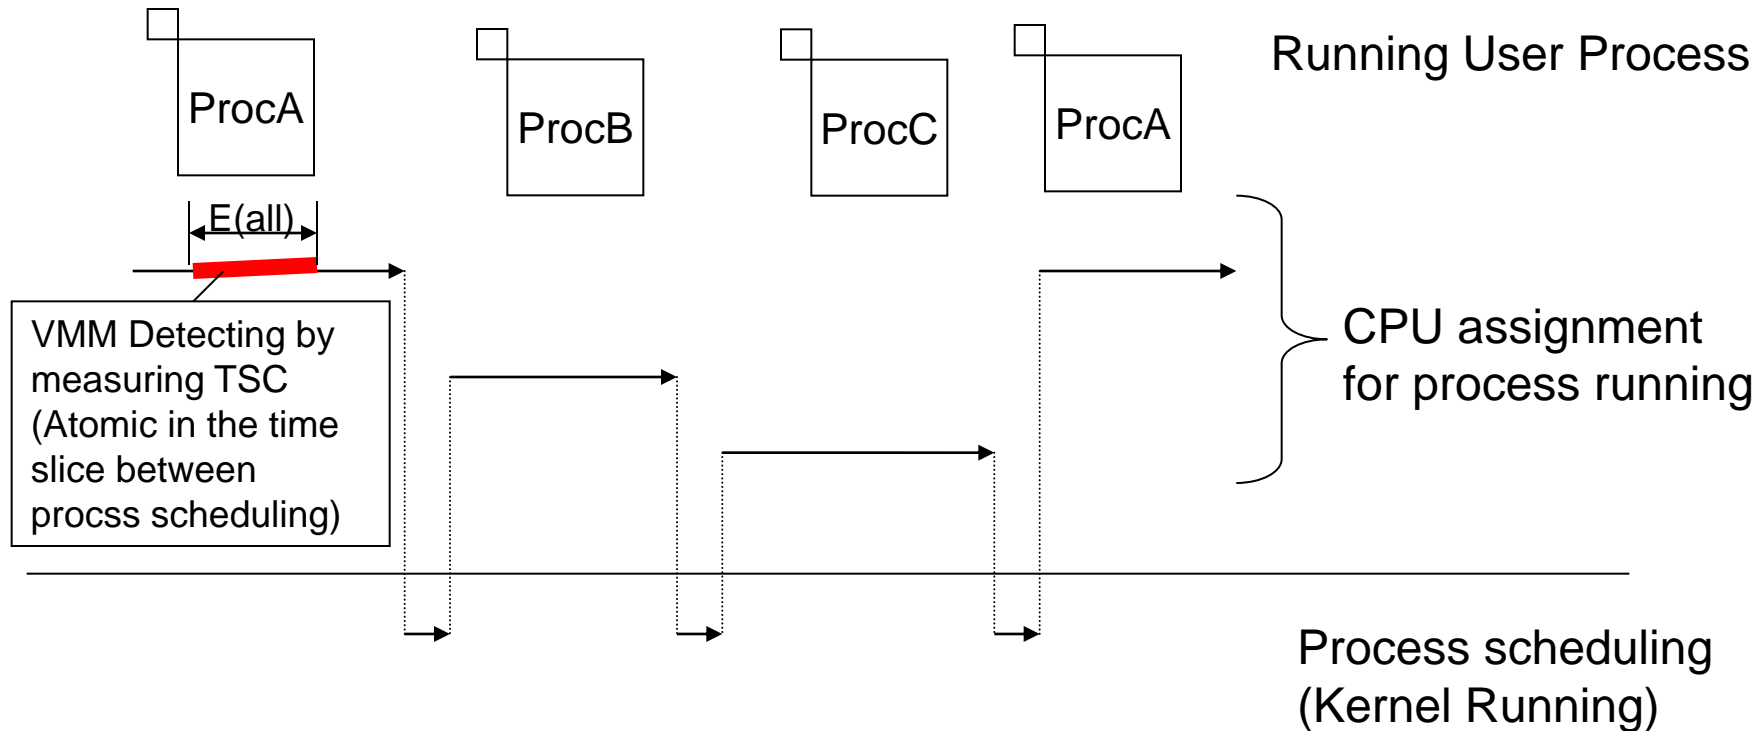 Running User Process
ProcA
ProcB
ProcC
ProcA
E(all)
VMM Detecting by
measuring TSC
(Atomic in the time
slice between
procss scheduling)
CPU assignment
for process running
Process scheduling
(Kernel Running)